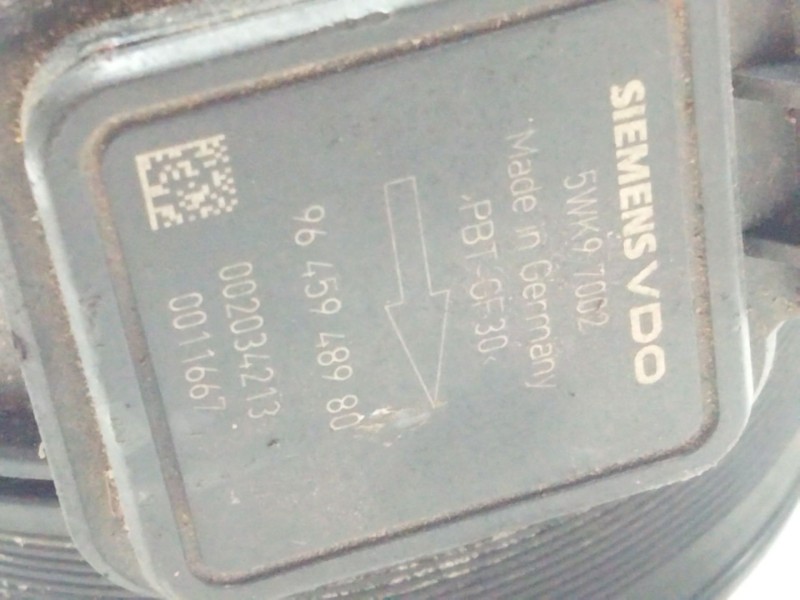 SIEMENS VDO
5WK9 7002
Made in Germany
>PBT-GF30<
96 459 489 80
002034213
0011667